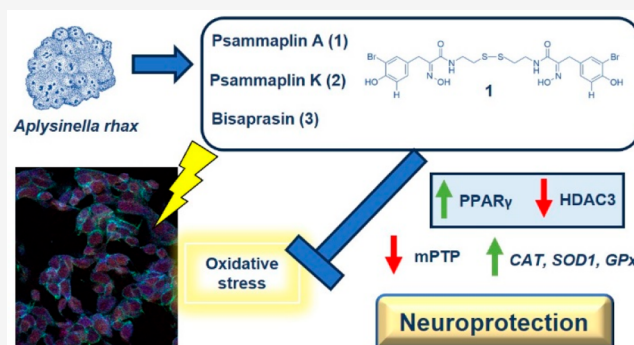 Psammaplin A (1)
Psammaplin K (2)
Bisaprasin (3)
Br
OH
H
O
H
N
N
HO
S
S
O
N
H
N
OH
Br
OH
H
1
Aplysinella rhax
PPARγ
HDAC3
Oxidative
stress
mPTP
CAT, SOD1, GPx
Neuroprotection